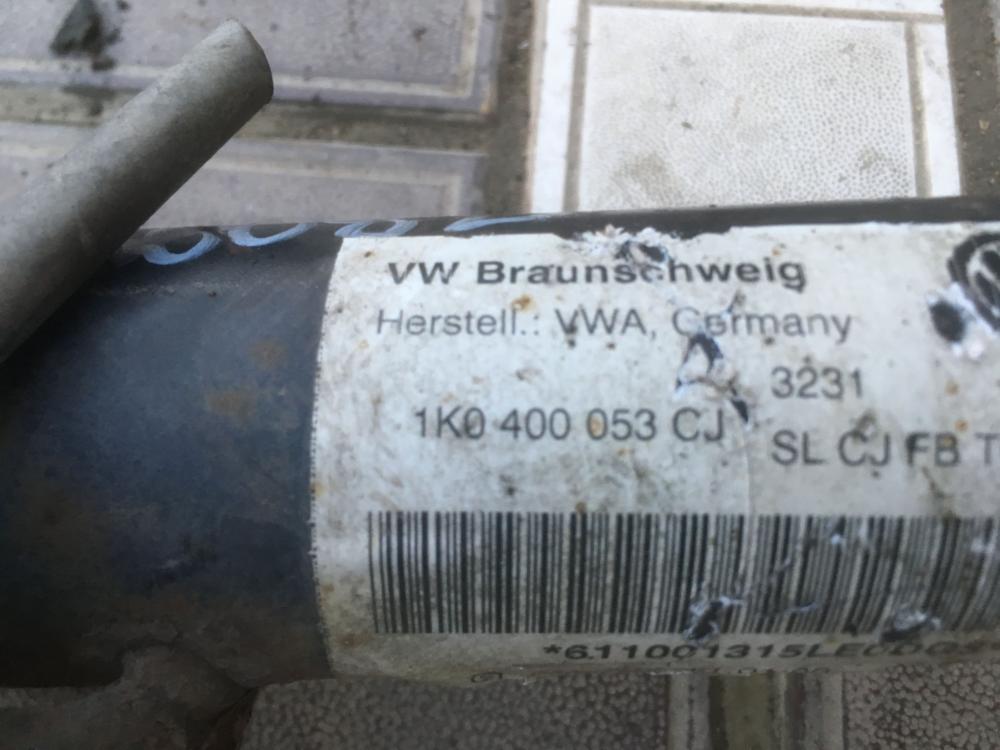 VW Braunschweig
Herstell.: VWA, Germany
3231
1K0 400 053 CJ
SL CJ FB T